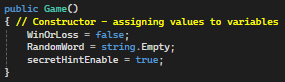 public Game()
{ // Constructor - assigning values to variables
WinOrLoss = false;
RandomWord = string.Empty;
secretHintEnable = true;
}